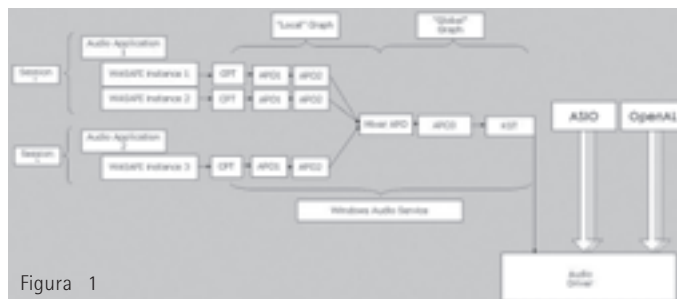 "Local" Graph
"Global" Graph
Audio Application
1
Session
WASAPI instance 1
CPT
APO1
APO2
WASAPI instance 2
CPT
APO1
APO2
Audio Application
2
Session
WASAPI instance 3
CPT
APO1
APO2
Mixer APO
APO3
KST
ASIO
OpenAL
Windows Audio Service
Audio Driver
Figura 1